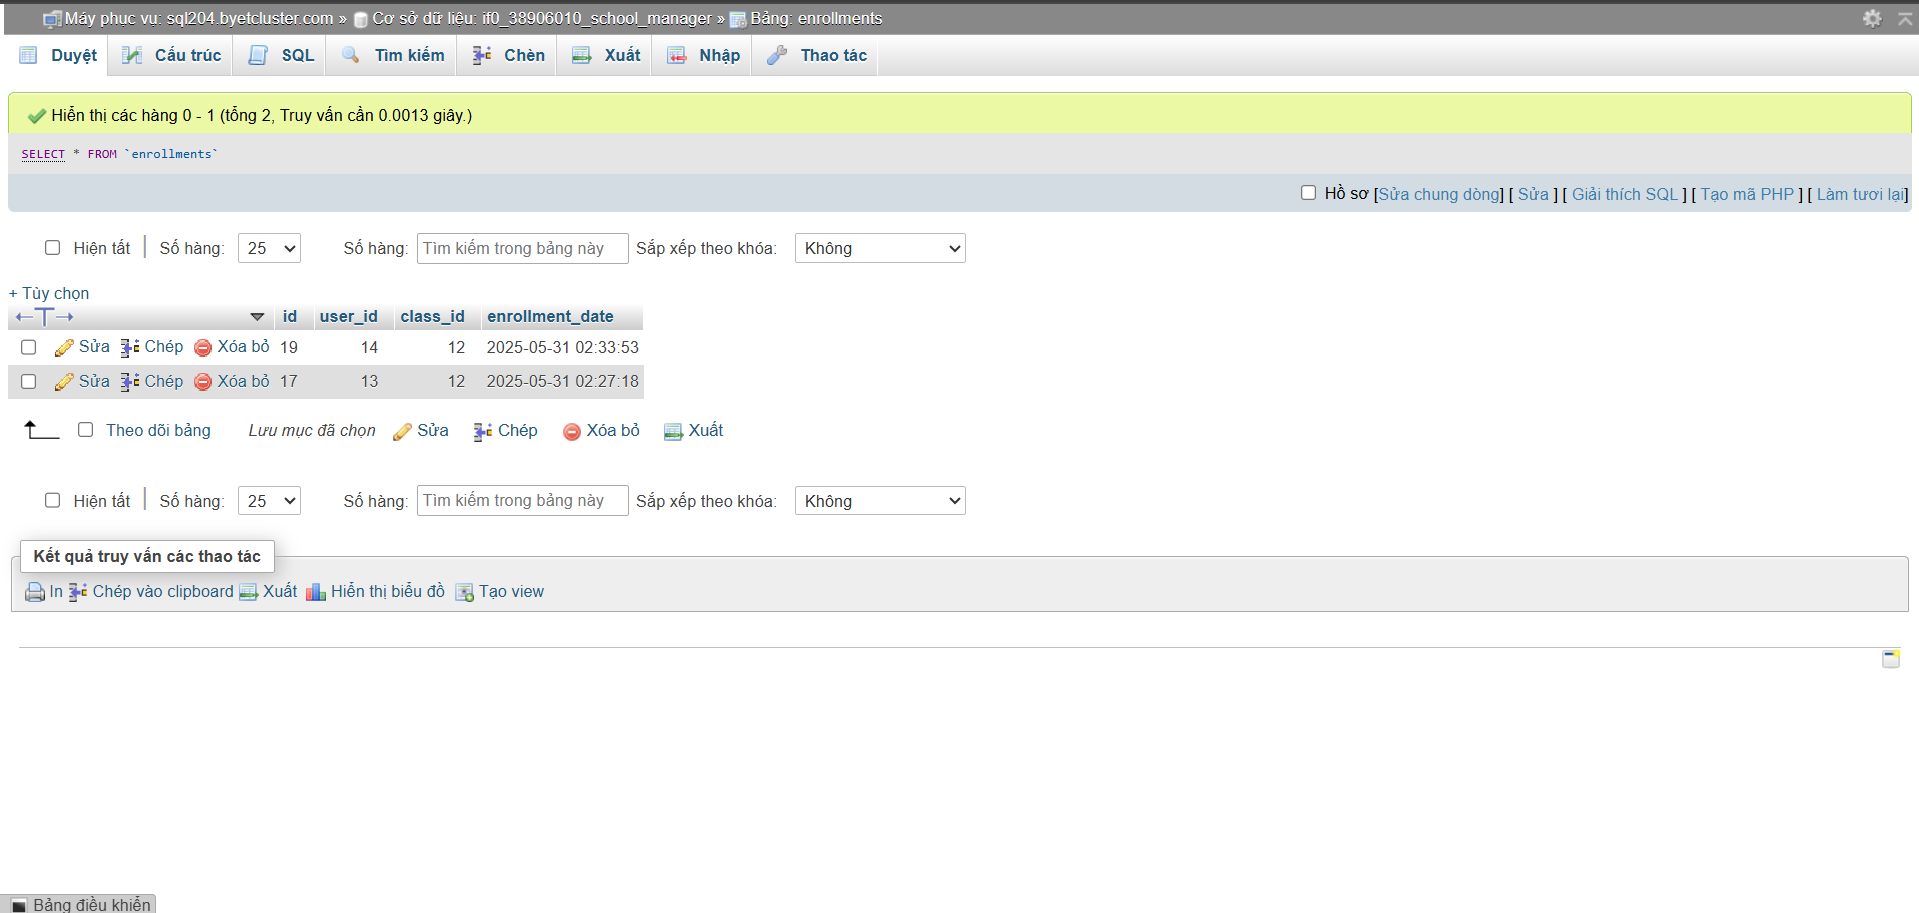 Máy phục vụ: sql204.byetcluster.com » Cơ sở dữ liệu: if0_38906010_school_manager » Bảng: enrollments
Duyệt Cấu trúc SQL Tìm kiếm Chèn Xuất Nhập Thao tác
Hiển thị các hàng 0 - 1 (tổng 2, Truy vấn cần 0.0013 giây.)
SELECT * FROM `enrollments`
Hồ sơ [Sửa chung dòng] [ Sửa ] [ Giải thích SQL ] [ Tạo mã PHP ] [ Làm tươi lại]
Hiện tất | Số hàng: 25 Số hàng: Tìm kiếm trong bảng này Sắp xếp theo khóa: Không
+ Tùy chọn
←T→ id user_id class_id enrollment_date
Sửa Chép Xóa bỏ 19 14 12 2025-05-31 02:33:53
Sửa Chép Xóa bỏ 17 13 12 2025-05-31 02:27:18
Theo dõi bảng Lưu mục đã chọn Sửa Chép Xóa bỏ Xuất
Hiện tất | Số hàng: 25 Số hàng: Tìm kiếm trong bảng này Sắp xếp theo khóa: Không
Kết quả truy vấn các thao tác
In Chép vào clipboard Xuất Hiển thị biểu đồ Tạo view
Bảng điều khiển